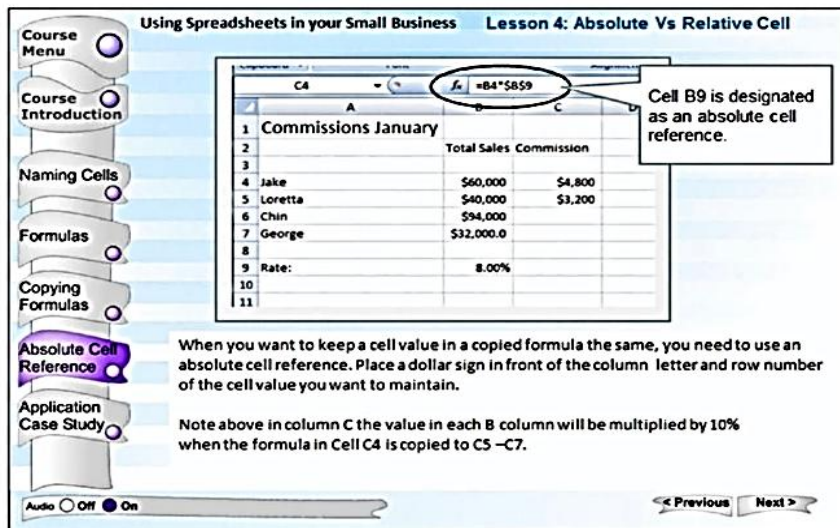 Using Spreadsheets in your Small Business Lesson 4: Absolute Vs Relative Cell
Course
Menu
Course
Introduction
Naming Cells
Formulas
Copying
Formulas
Absolute Cell
Reference
Application
Case Study
C4 fx =B4*$B$9
A B C D
1 Commissions January
2 Total Sales Commission
3
4 Jake $60,000 $4,800
5 Loretta $40,000 $3,200
6 Chin $94,000
7 George $32,000.0
8
9 Rate: 8.00%
10
11
Cell B9 is designated
as an absolute cell
reference.
When you want to keep a cell value in a copied formula the same, you need to use an
absolute cell reference. Place a dollar sign in front of the column letter and row number
of the cell value you want to maintain.
Note above in column C the value in each B column will be multiplied by 10%
when the formula in Cell C4 is copied to C5 –C7.
Audio Off On
< Previous Next >